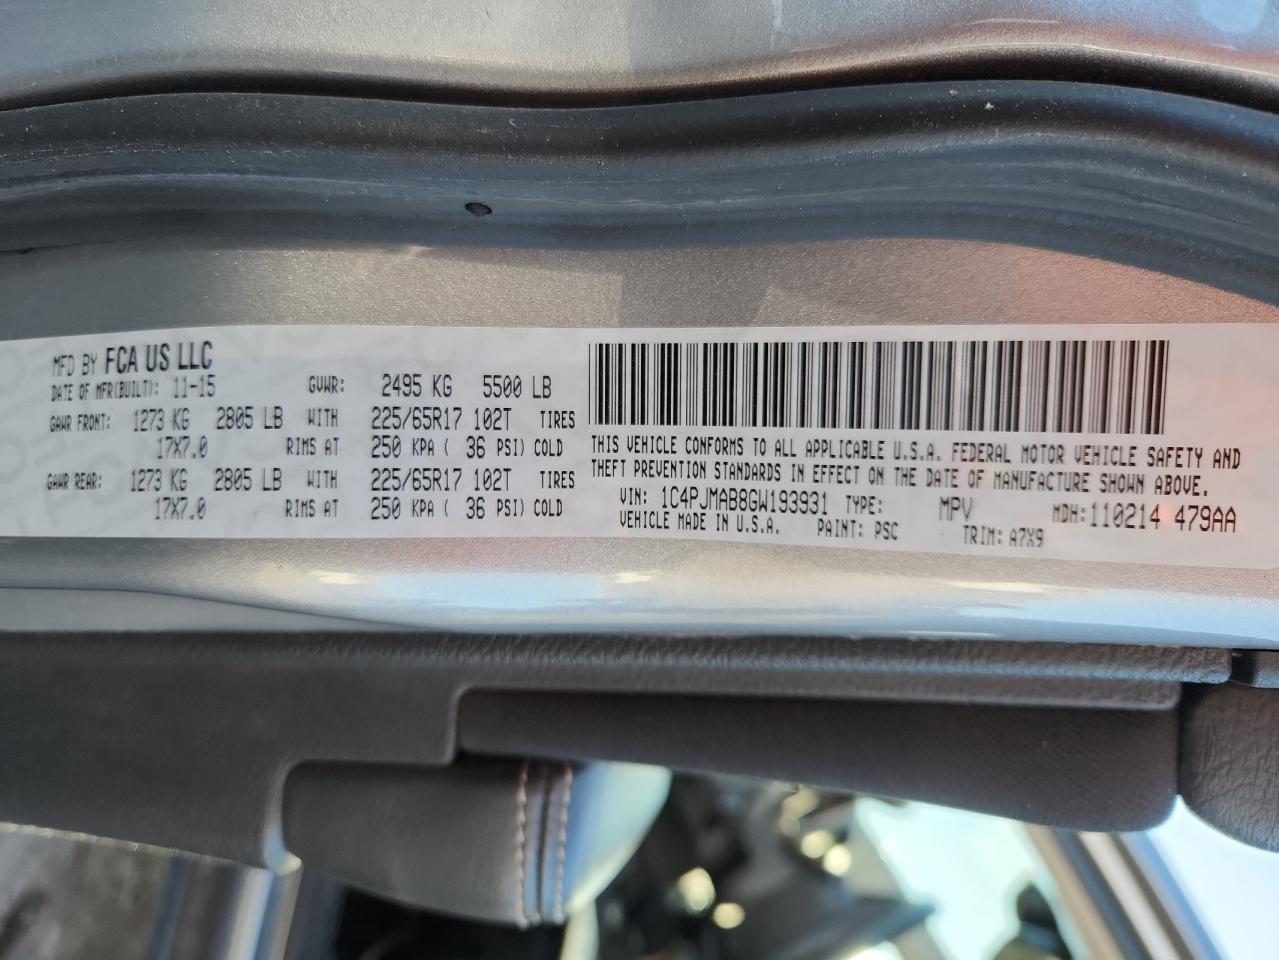 MFD BY FCA US LLC
DATE OF MFR(BUILT): 11-15 GVWR: 2495 KG 5500 LB
GAWR FRONT: 1273 KG 2805 LB WITH 225/65R17 102T TIRES
17X7.0 RIMS AT 250 KPA ( 36 PSI) COLD
GAWR REAR: 1273 KG 2805 LB WITH 225/65R17 102T TIRES
17X7.0 RIMS AT 250 KPA ( 36 PSI) COLD
THIS VEHICLE CONFORMS TO ALL APPLICABLE U.S.A. FEDERAL MOTOR VEHICLE SAFETY AND
THEFT PREVENTION STANDARDS IN EFFECT ON THE DATE OF MANUFACTURE SHOWN ABOVE.
VIN: 1C4PJMAB8GW193931 TYPE: MPV MDH: 110214 479AA
VEHICLE MADE IN U.S.A. PAINT: PSC TRIM: A7X9